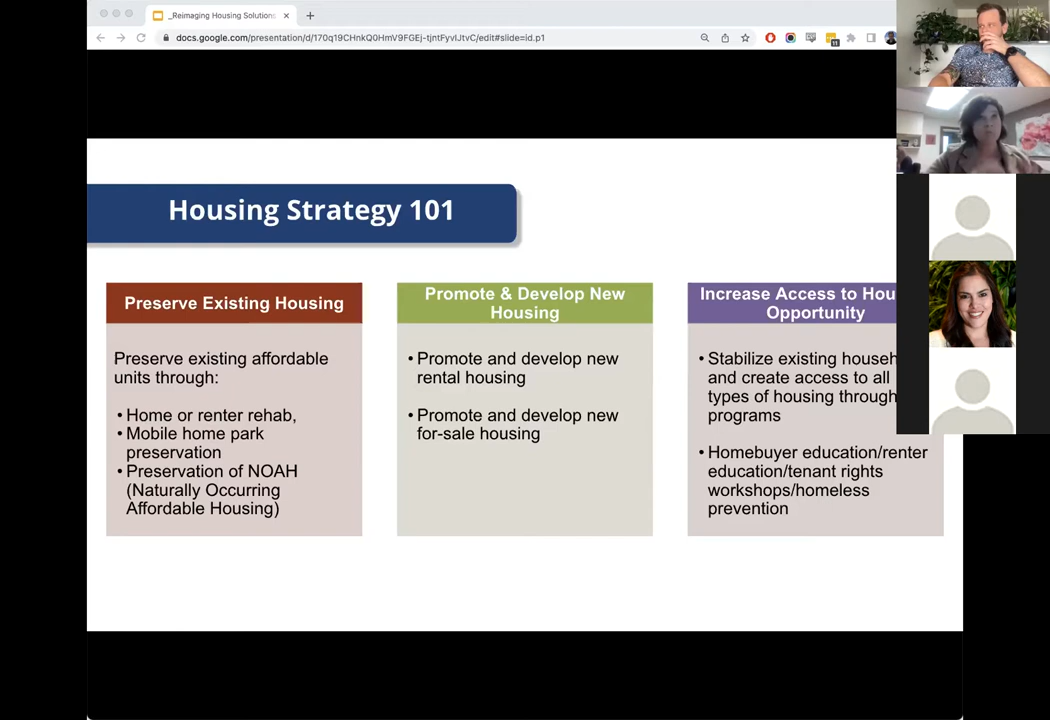 _Reimaging Housing Solutions
docs.google.com/presentation/d/170q19CHnkQ0HmV9FGEj-tjntFyvIJtvC/edit#slide=id.p1
11
Housing Strategy 101
Preserve Existing Housing
Preserve existing affordable
units through:
• Home or renter rehab,
• Mobile home park
preservation
• Preservation of NOAH
(Naturally Occurring
Affordable Housing)
Promote & Develop New
Housing
• Promote and develop new
rental housing
• Promote and develop new
for-sale housing
Increase Access to Hou
Opportunity
• Stabilize existing househ
and create access to all
types of housing through
programs
• Homebuyer education/renter
education/tenant rights
workshops/homeless
prevention